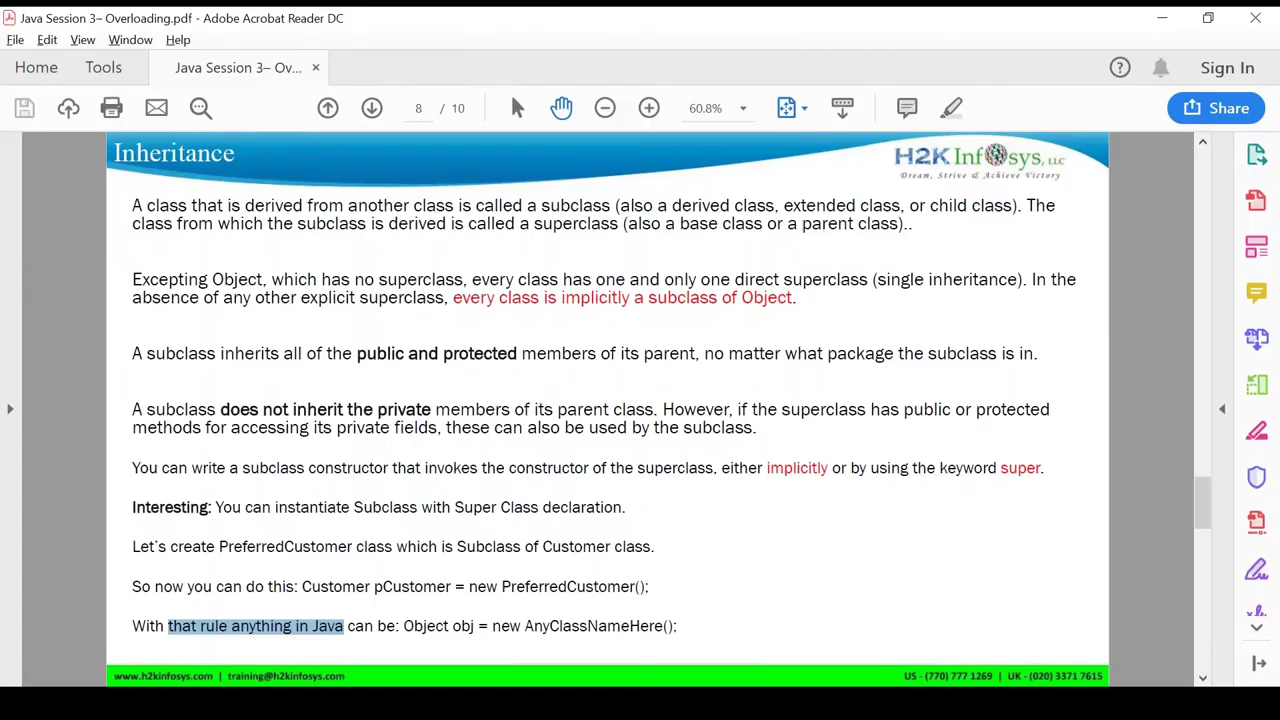 Java Session 3– Overloading.pdf - Adobe Acrobat Reader DC
File Edit View Window Help
Home Tools Java Session 3– Ov... × Sign In
8 / 10 60.8% Share
Inheritance
H2K Infosys, LLC
Dream, Strive & Achieve Victory
A class that is derived from another class is called a subclass (also a derived class, extended class, or child class). The
class from which the subclass is derived is called a superclass (also a base class or a parent class)..
Excepting Object, which has no superclass, every class has one and only one direct superclass (single inheritance). In the
absence of any other explicit superclass, every class is implicitly a subclass of Object.
A subclass inherits all of the public and protected members of its parent, no matter what package the subclass is in.
A subclass does not inherit the private members of its parent class. However, if the superclass has public or protected
methods for accessing its private fields, these can also be used by the subclass.
You can write a subclass constructor that invokes the constructor of the superclass, either implicitly or by using the keyword super.
Interesting: You can instantiate Subclass with Super Class declaration.
Let's create PreferredCustomer class which is Subclass of Customer class.
So now you can do this: Customer pCustomer = new PreferredCustomer();
With that rule anything in Java can be: Object obj = new AnyClassNameHere();
www.h2kinfosys.com | training@h2kinfosys.com US - (770) 777 1269 | UK - (020) 3371 7615